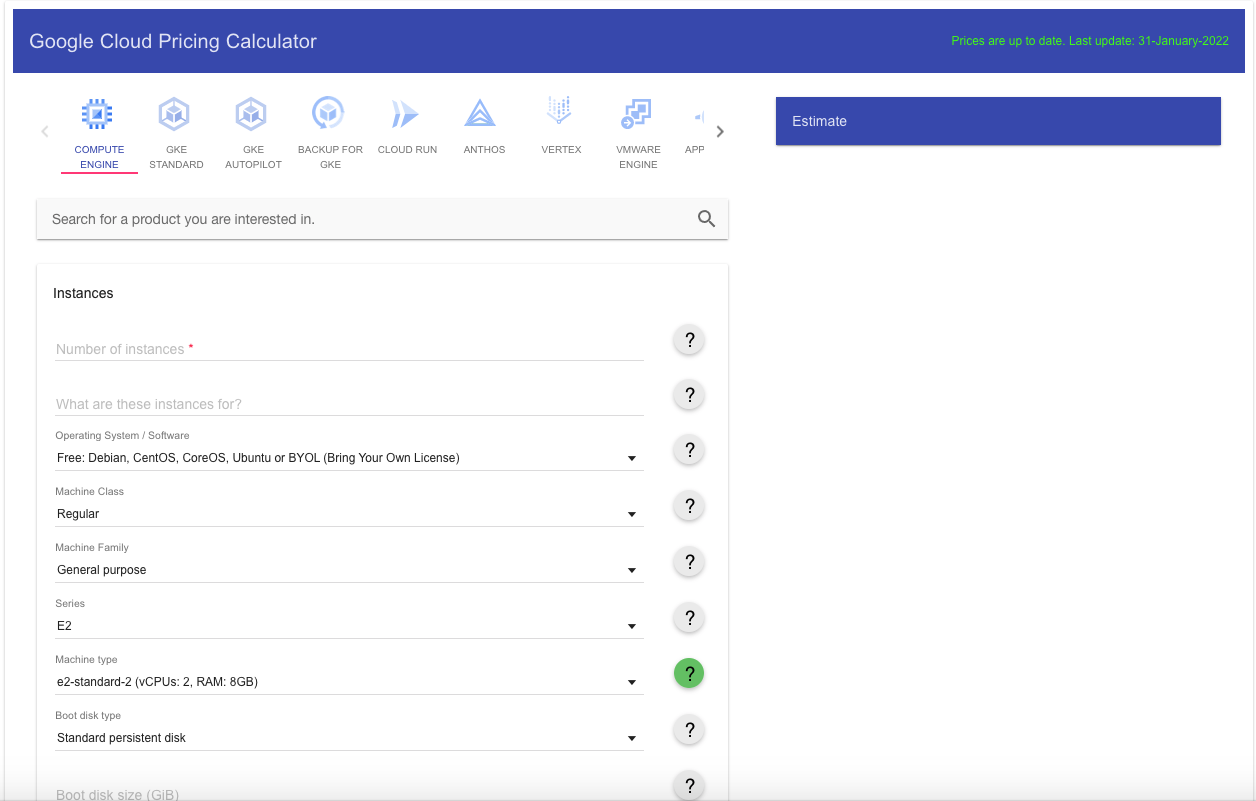 Google Cloud Pricing Calculator
Prices are up to date. Last update: 31-January-2022
COMPUTE ENGINE
GKE STANDARD
GKE AUTOPILOT
BACKUP FOR GKE
CLOUD RUN
ANTHOS
VERTEX
VMWARE ENGINE
APP
Estimate
Search for a product you are interested in.
Instances
Number of instances *
?
What are these instances for?
?
Operating System / Software
Free: Debian, CentOS, CoreOS, Ubuntu or BYOL (Bring Your Own License)
?
Machine Class
Regular
?
Machine Family
General purpose
?
Series
E2
?
Machine type
e2-standard-2 (vCPUs: 2, RAM: 8GB)
?
Boot disk type
Standard persistent disk
?
Boot disk size (GiB)
?